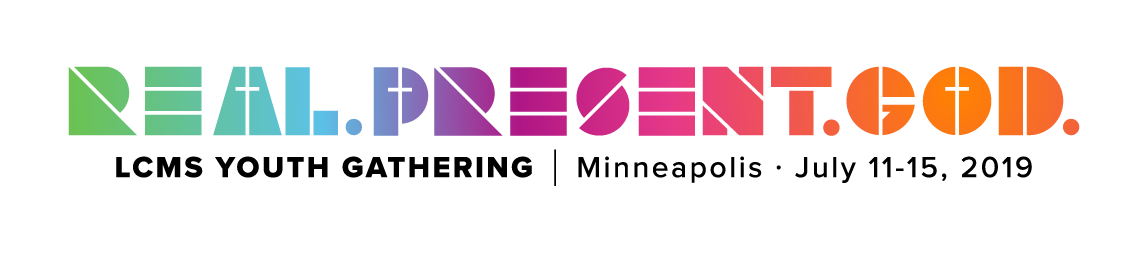 REAL.PRESENT.GOD.
LCMS YOUTH GATHERING | Minneapolis · July 11-15, 2019